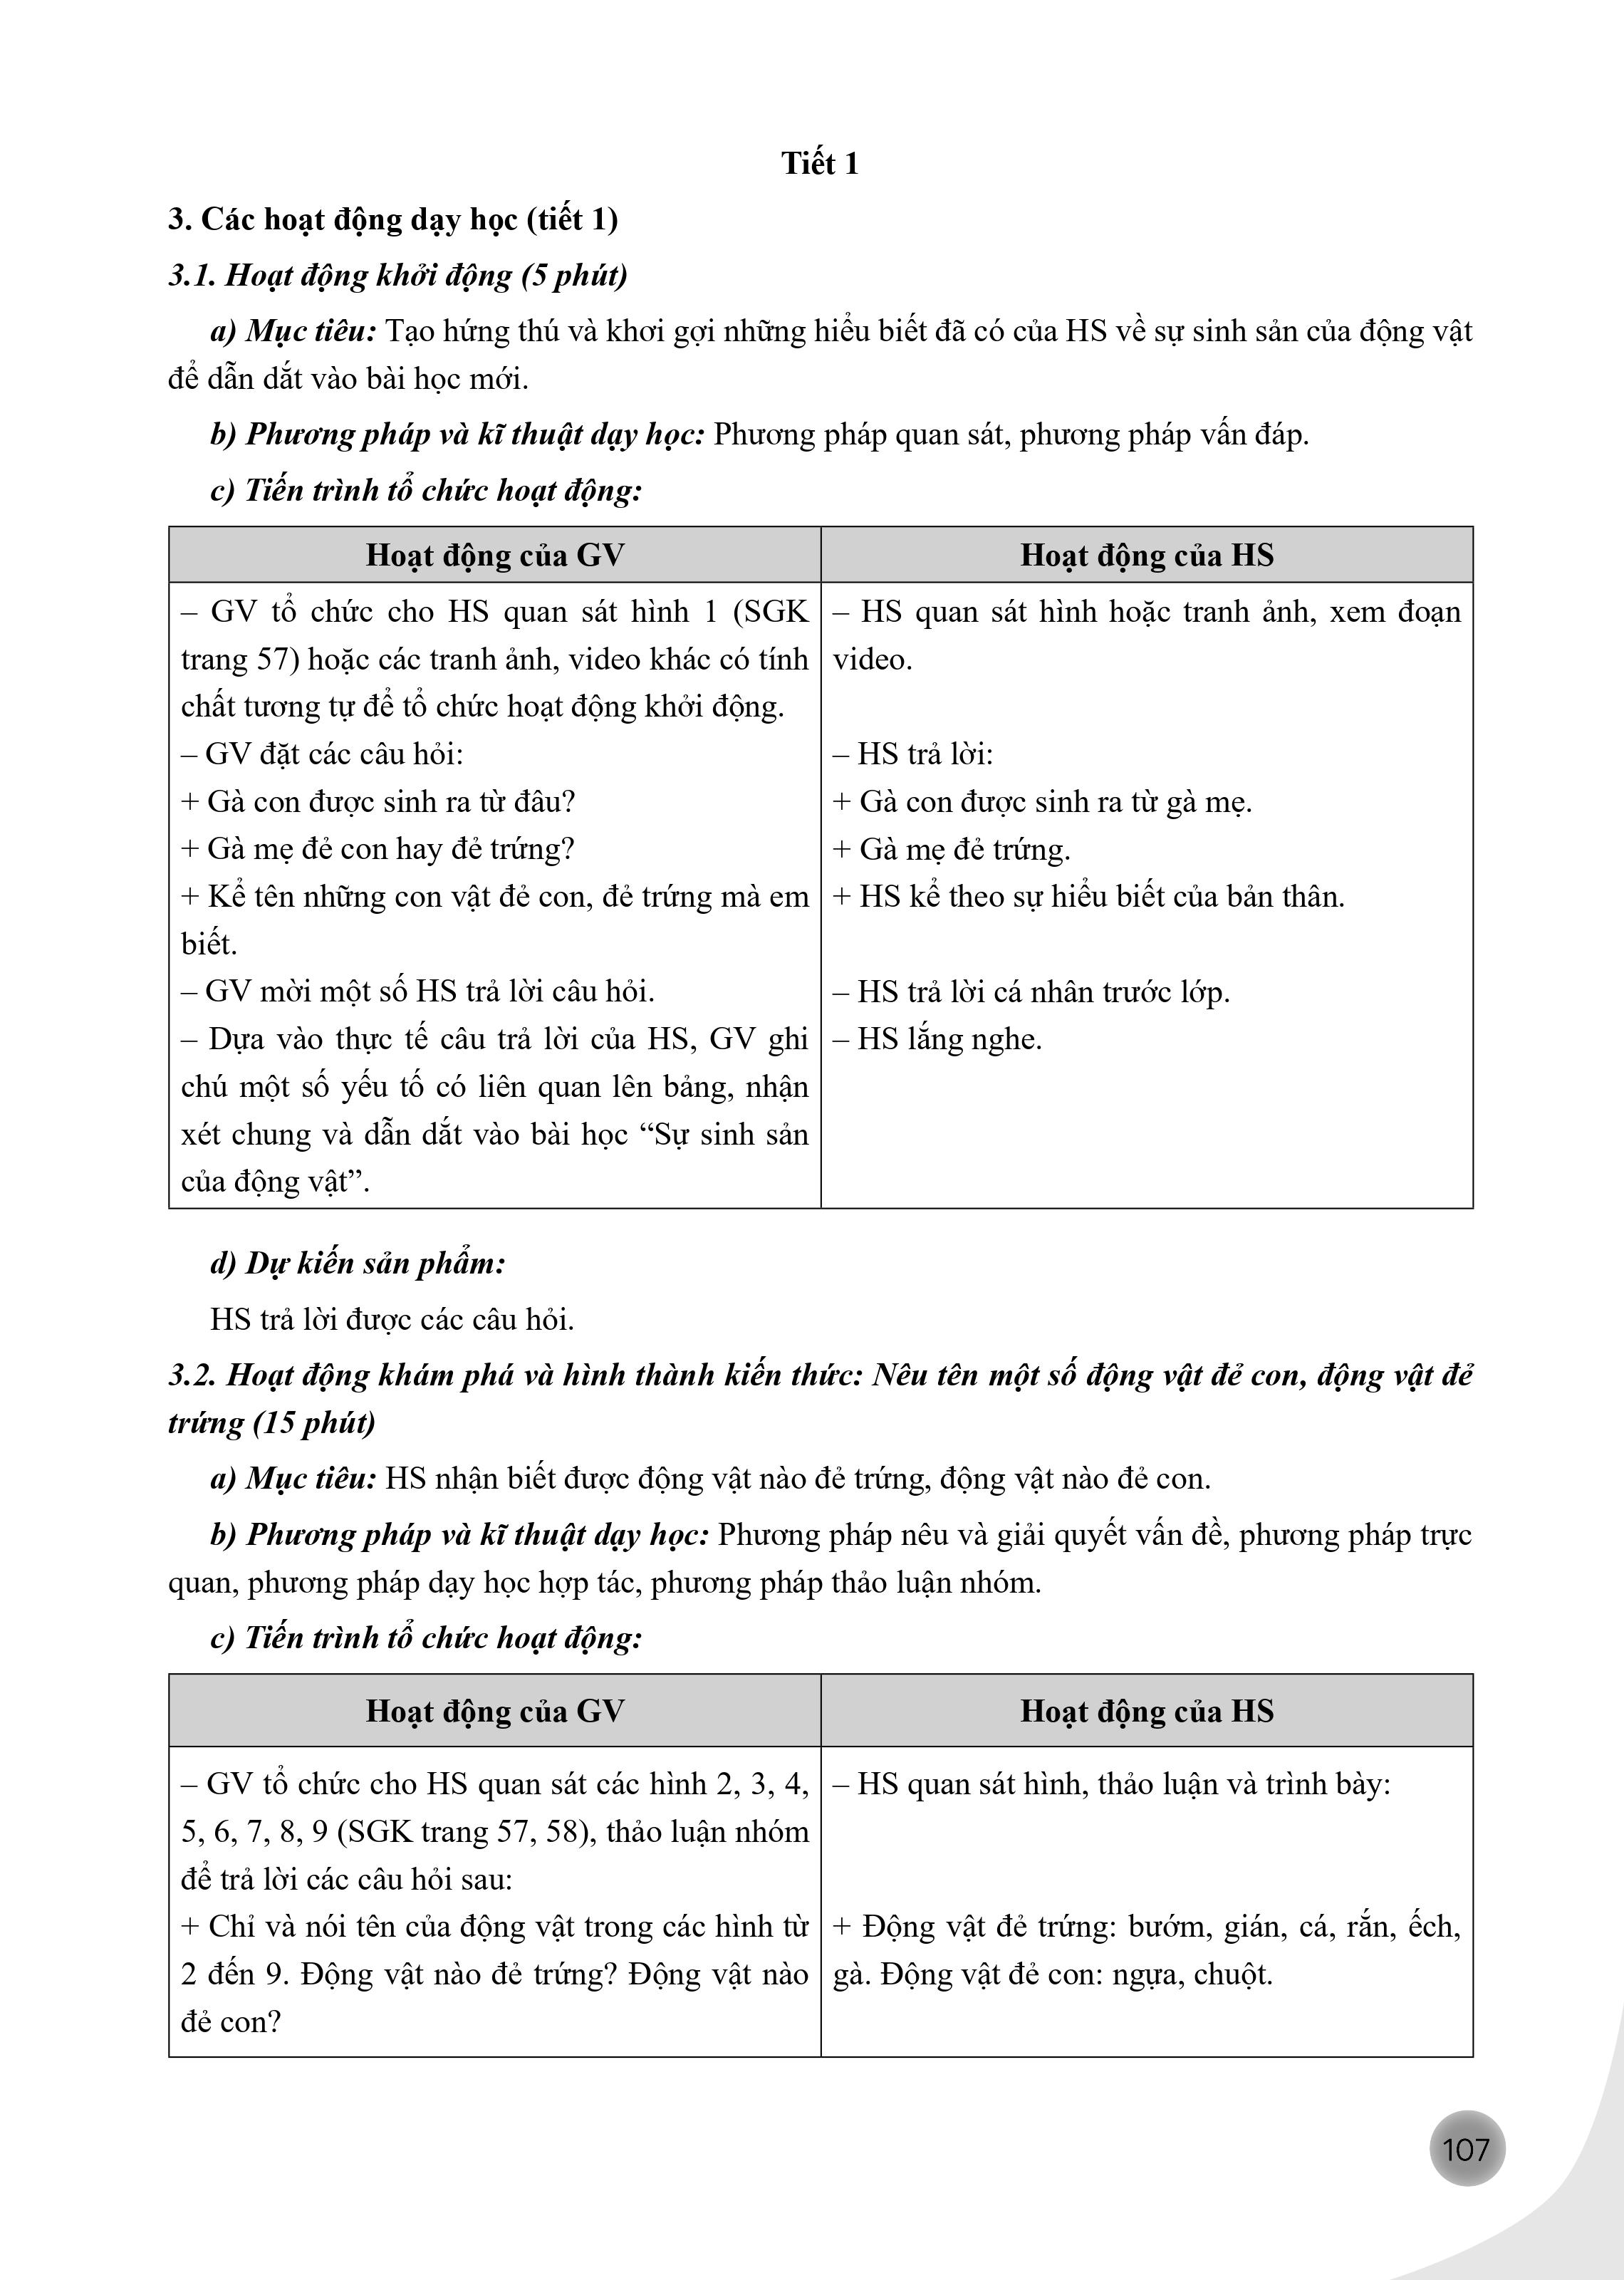 Tiết 1
3. Các hoạt động dạy học (tiết 1)
3.1. Hoạt động khởi động (5 phút)
a) Mục tiêu: Tạo hứng thú và khơi gợi những hiểu biết đã có của HS về sự sinh sản của động vật
để dẫn dắt vào bài học mới.
b) Phương pháp và kĩ thuật dạy học: Phương pháp quan sát, phương pháp vấn đáp.
c) Tiến trình tổ chức hoạt động:
Hoạt động của GV
– GV tổ chức cho HS quan sát hình 1 (SGK
trang 57) hoặc các tranh ảnh, video khác có tính
chất tương tự để tổ chức hoạt động khởi động.
– GV đặt các câu hỏi:
+ Gà con được sinh ra từ đâu?
+ Gà mẹ đẻ con hay đẻ trứng?
+ Kể tên những con vật đẻ con, đẻ trứng mà em
biết.
– GV mời một số HS trả lời câu hỏi.
– Dựa vào thực tế câu trả lời của HS, GV ghi
chú một số yếu tố có liên quan lên bảng, nhận
xét chung và dẫn dắt vào bài học “Sự sinh sản
của động vật”.
Hoạt động của HS
– HS quan sát hình hoặc tranh ảnh, xem đoạn
video.
– HS trả lời:
+ Gà con được sinh ra từ gà mẹ.
+ Gà mẹ đẻ trứng.
+ HS kể theo sự hiểu biết của bản thân.
– HS trả lời cá nhân trước lớp.
– HS lắng nghe.
d) Dự kiến sản phẩm:
HS trả lời được các câu hỏi.
3.2. Hoạt động khám phá và hình thành kiến thức: Nêu tên một số động vật đẻ con, động vật đẻ
trứng (15 phút)
a) Mục tiêu: HS nhận biết được động vật nào đẻ trứng, động vật nào đẻ con.
b) Phương pháp và kĩ thuật dạy học: Phương pháp nêu và giải quyết vấn đề, phương pháp trực
quan, phương pháp dạy học hợp tác, phương pháp thảo luận nhóm.
c) Tiến trình tổ chức hoạt động:
Hoạt động của GV
– GV tổ chức cho HS quan sát các hình 2, 3, 4,
5, 6, 7, 8, 9 (SGK trang 57, 58), thảo luận nhóm
để trả lời các câu hỏi sau:
+ Chỉ và nói tên của động vật trong các hình từ
2 đến 9. Động vật nào đẻ trứng? Động vật nào
đẻ con?
Hoạt động của HS
– HS quan sát hình, thảo luận và trình bày:
+ Động vật đẻ trứng: bướm, gián, cá, rắn, ếch,
gà. Động vật đẻ con: ngựa, chuột.
107